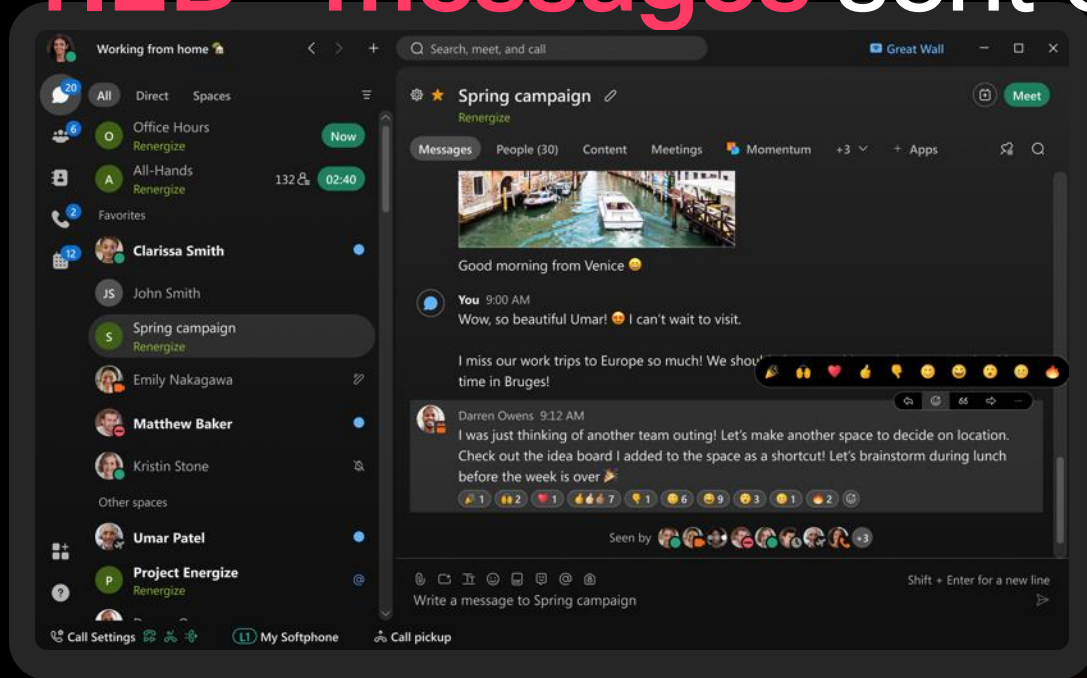 messages sent
Working from home
Search, meet, and call
Great Wall
20
All Direct Spaces
Spring campaign
Renergize
Meet
6
O
Office Hours
Renergize
Now
A
All-Hands
Renergize
132
02:40
2
Favorites
12
Clarissa Smith
JS
John Smith
S
Spring campaign
Renergize
Emily Nakagawa
Matthew Baker
Kristin Stone
Other spaces
Umar Patel
P
Project Energize
Renergize
@
Messages People (30) Content Meetings Momentum +3 + Apps
Good morning from Venice 😀
You 9:00 AM
Wow, so beautiful Umar! 😍 I can't wait to visit.
I miss our work trips to Europe so much! We
time in Bruges!
Darren Owens 9:12 AM
I was just thinking of another team outing! Let's make another space to decide on location.
Check out the idea board I added to the space as a shortcut! Let's brainstorm during lunch
before the week is over 🎉
1 2 1 7 1 6 9 3 1 2
Seen by +3
Shift + Enter for a new line
Write a message to Spring campaign
Call Settings L1 My Softphone Call pickup